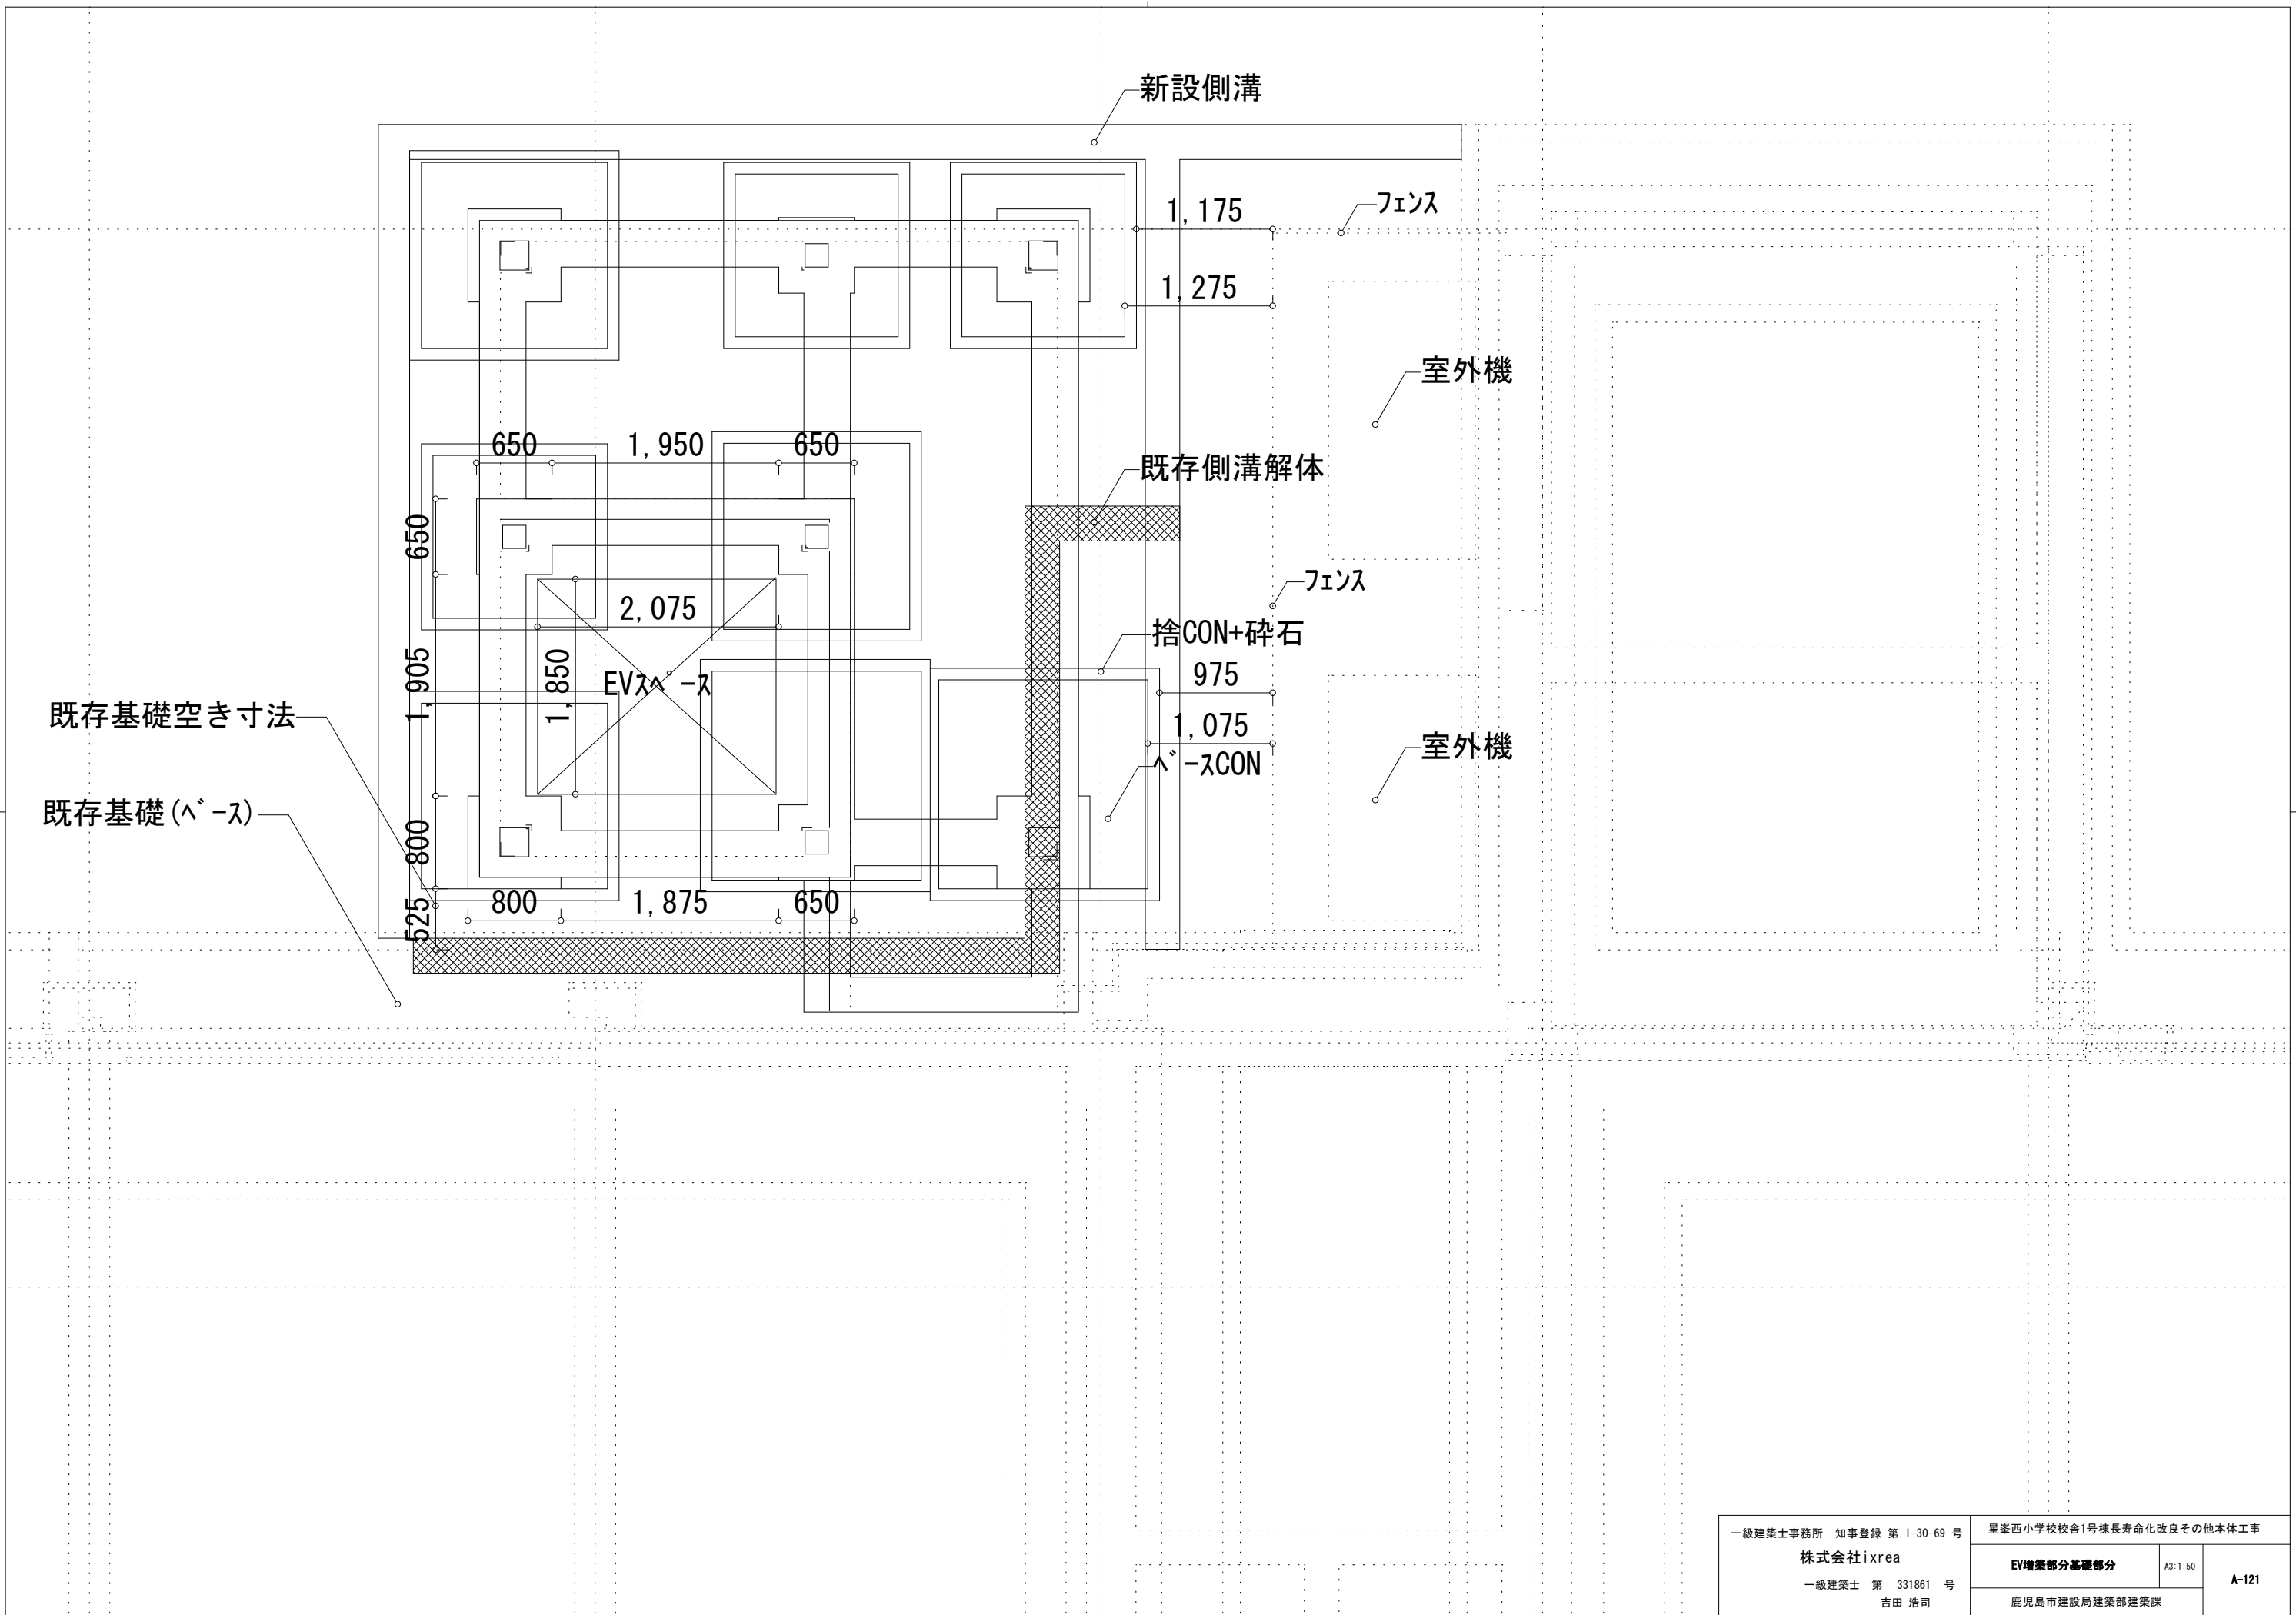 新設側溝
1,175
フェンス
1,275
室外機
650
1,950
650
既存側溝解体
650
フェンス
2,075
捨CON+砕石
1,905
1,850
EVスペース
975
既存基礎空き寸法
1,075
室外機
ベースCON
既存基礎(ベース)
800
525
800
1,875
650
一級建築士事務所 知事登録 第 1-30-69 号
株式会社ixrea
一級建築士 第 331861 号
吉田 浩司
星峯西小学校校舎1号棟長寿命化改良その他本体工事
EV増築部分基礎部分
A3:1:50
A-121
鹿児島市建設局建築部建築課